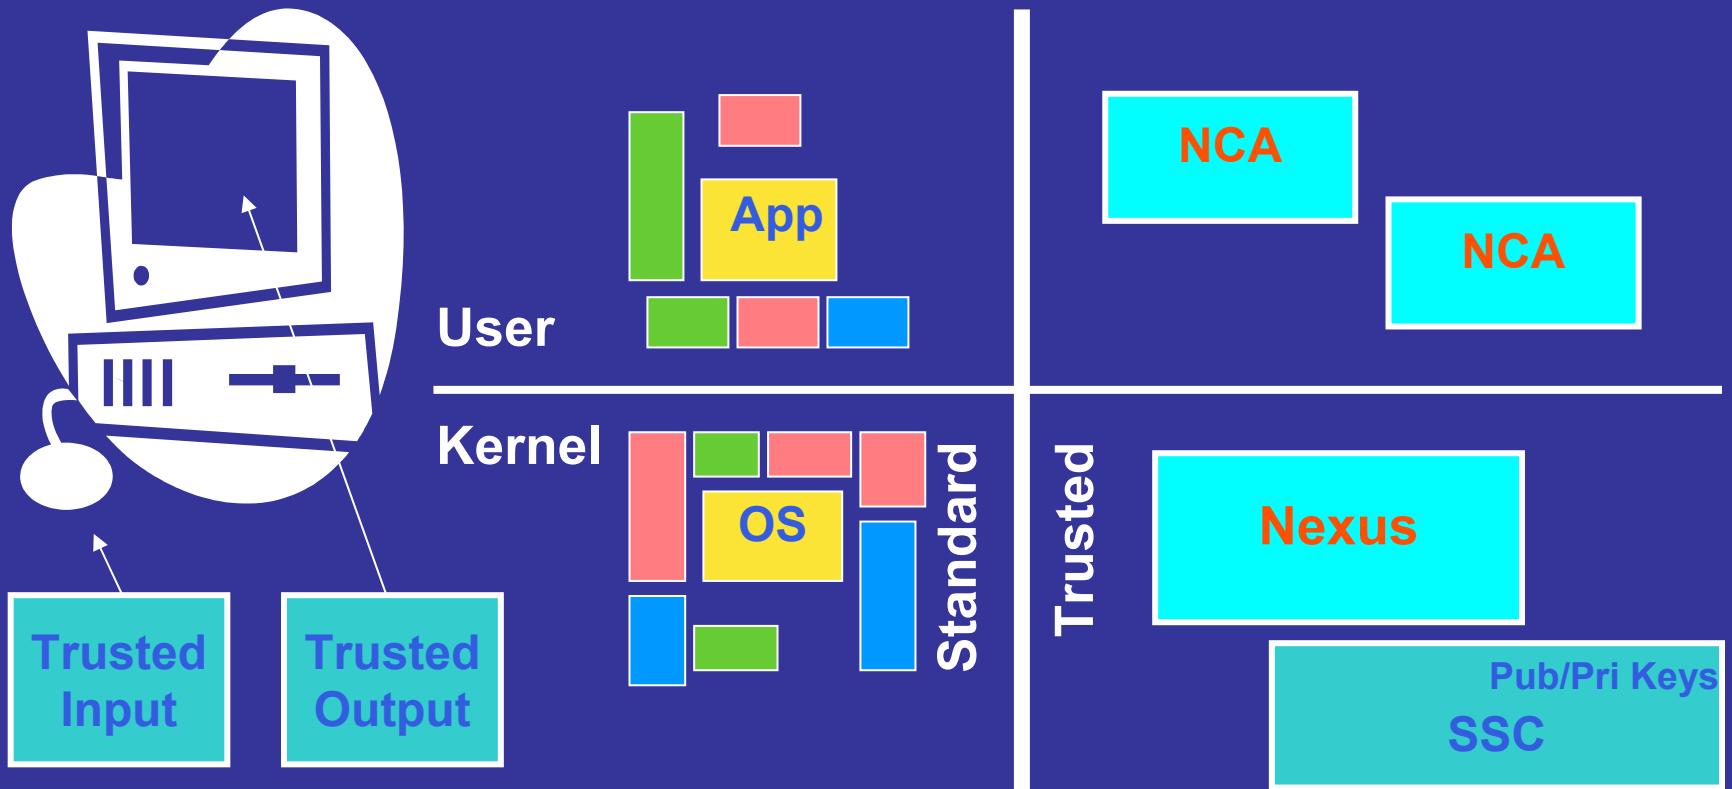 NCA
App
NCA
User
Kernel
Standard
Trusted
OS
Nexus
Trusted
Input
Trusted
Output
Pub/Pri Keys
SSC